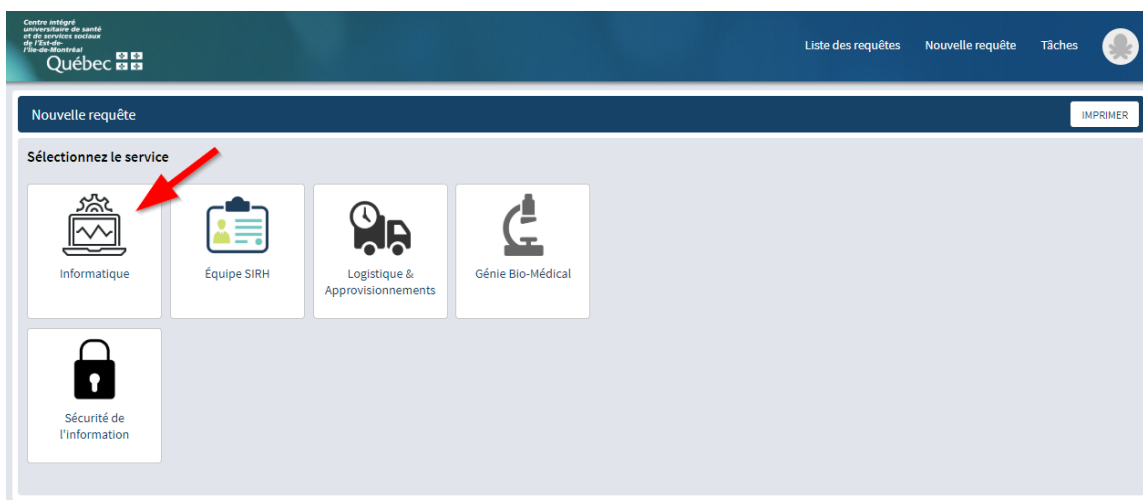 Centre intégré
universitaire de santé
et de services sociaux
de l'Est-de-
l'Île-de-Montréal
Québec
Liste des requêtes
Nouvelle requête
Tâches
Nouvelle requête
IMPRIMER
Sélectionnez le service
Informatique
Équipe SIRH
Logistique &
Approvisionnements
Génie Bio-Médical
Sécurité de
l'information